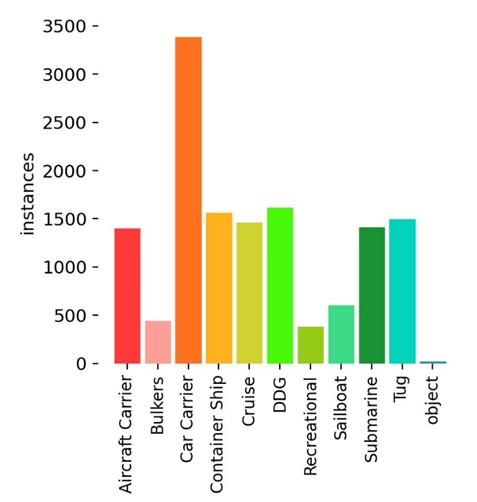 3500
3000
2500
2000
1500
1000
500
0
instances
Aircraft Carrier
Bulkers
Car Carrier
Container Ship
Cruise
DDG
Recreational
Sailboat
Submarine
Tug
object